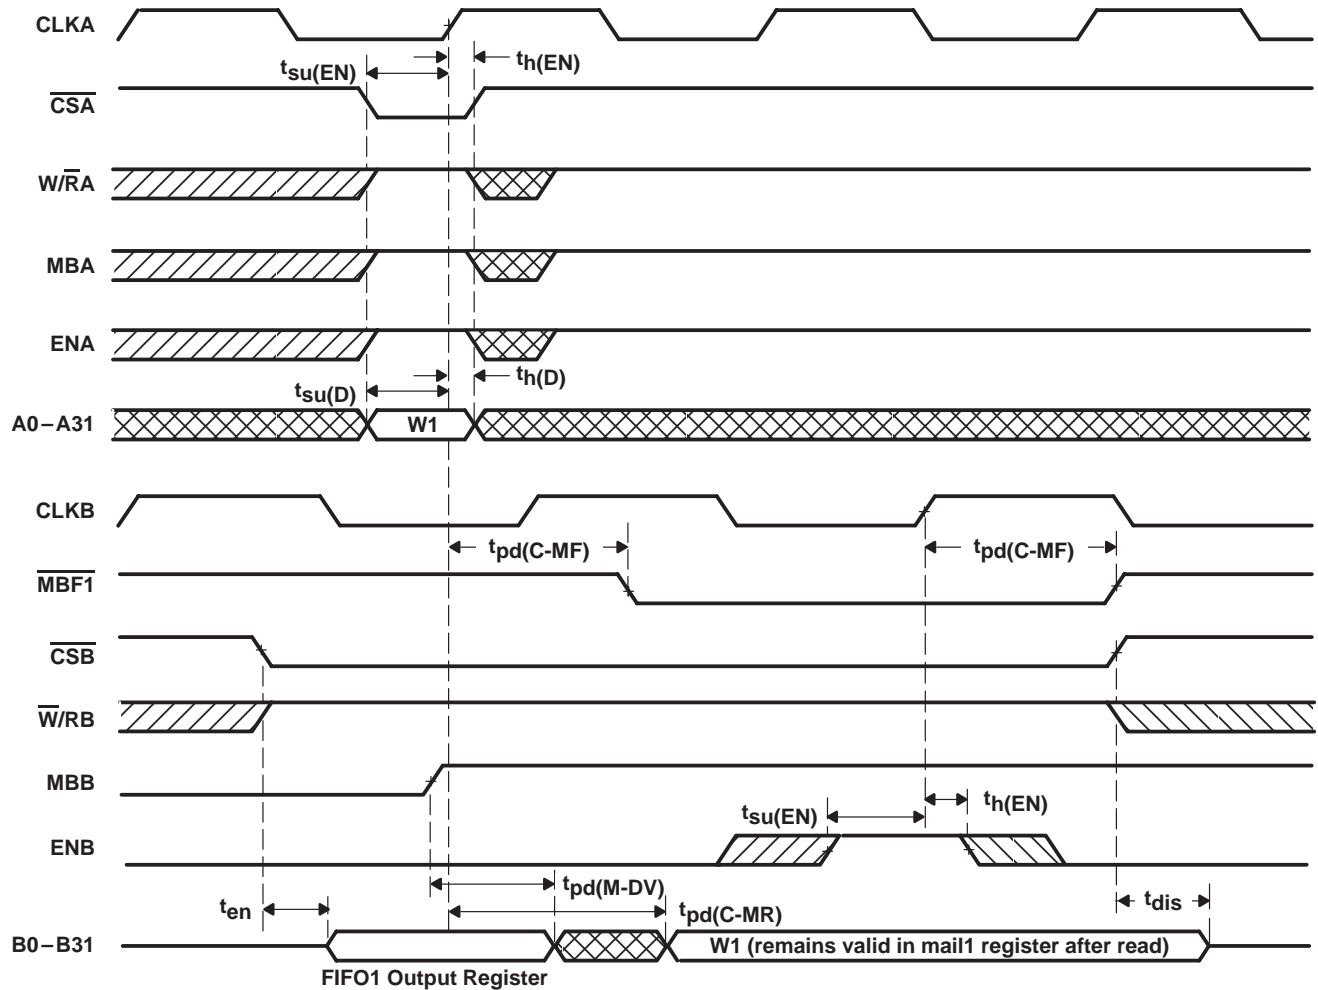 CLKA
tsu(EN)
th(EN)
CSA
W/RA
MBA
ENA
tsu(D)
th(D)
A0–A31
W1
CLKB
tpd(C-MF)
tpd(C-MF)
MBF1
CSB
W/RB
MBB
tsu(EN)
th(EN)
ENB
ten
tpd(M-DV)
tpd(C-MR)
tdis
B0–B31
W1 (remains valid in mail1 register after read)
FIFO1 Output Register